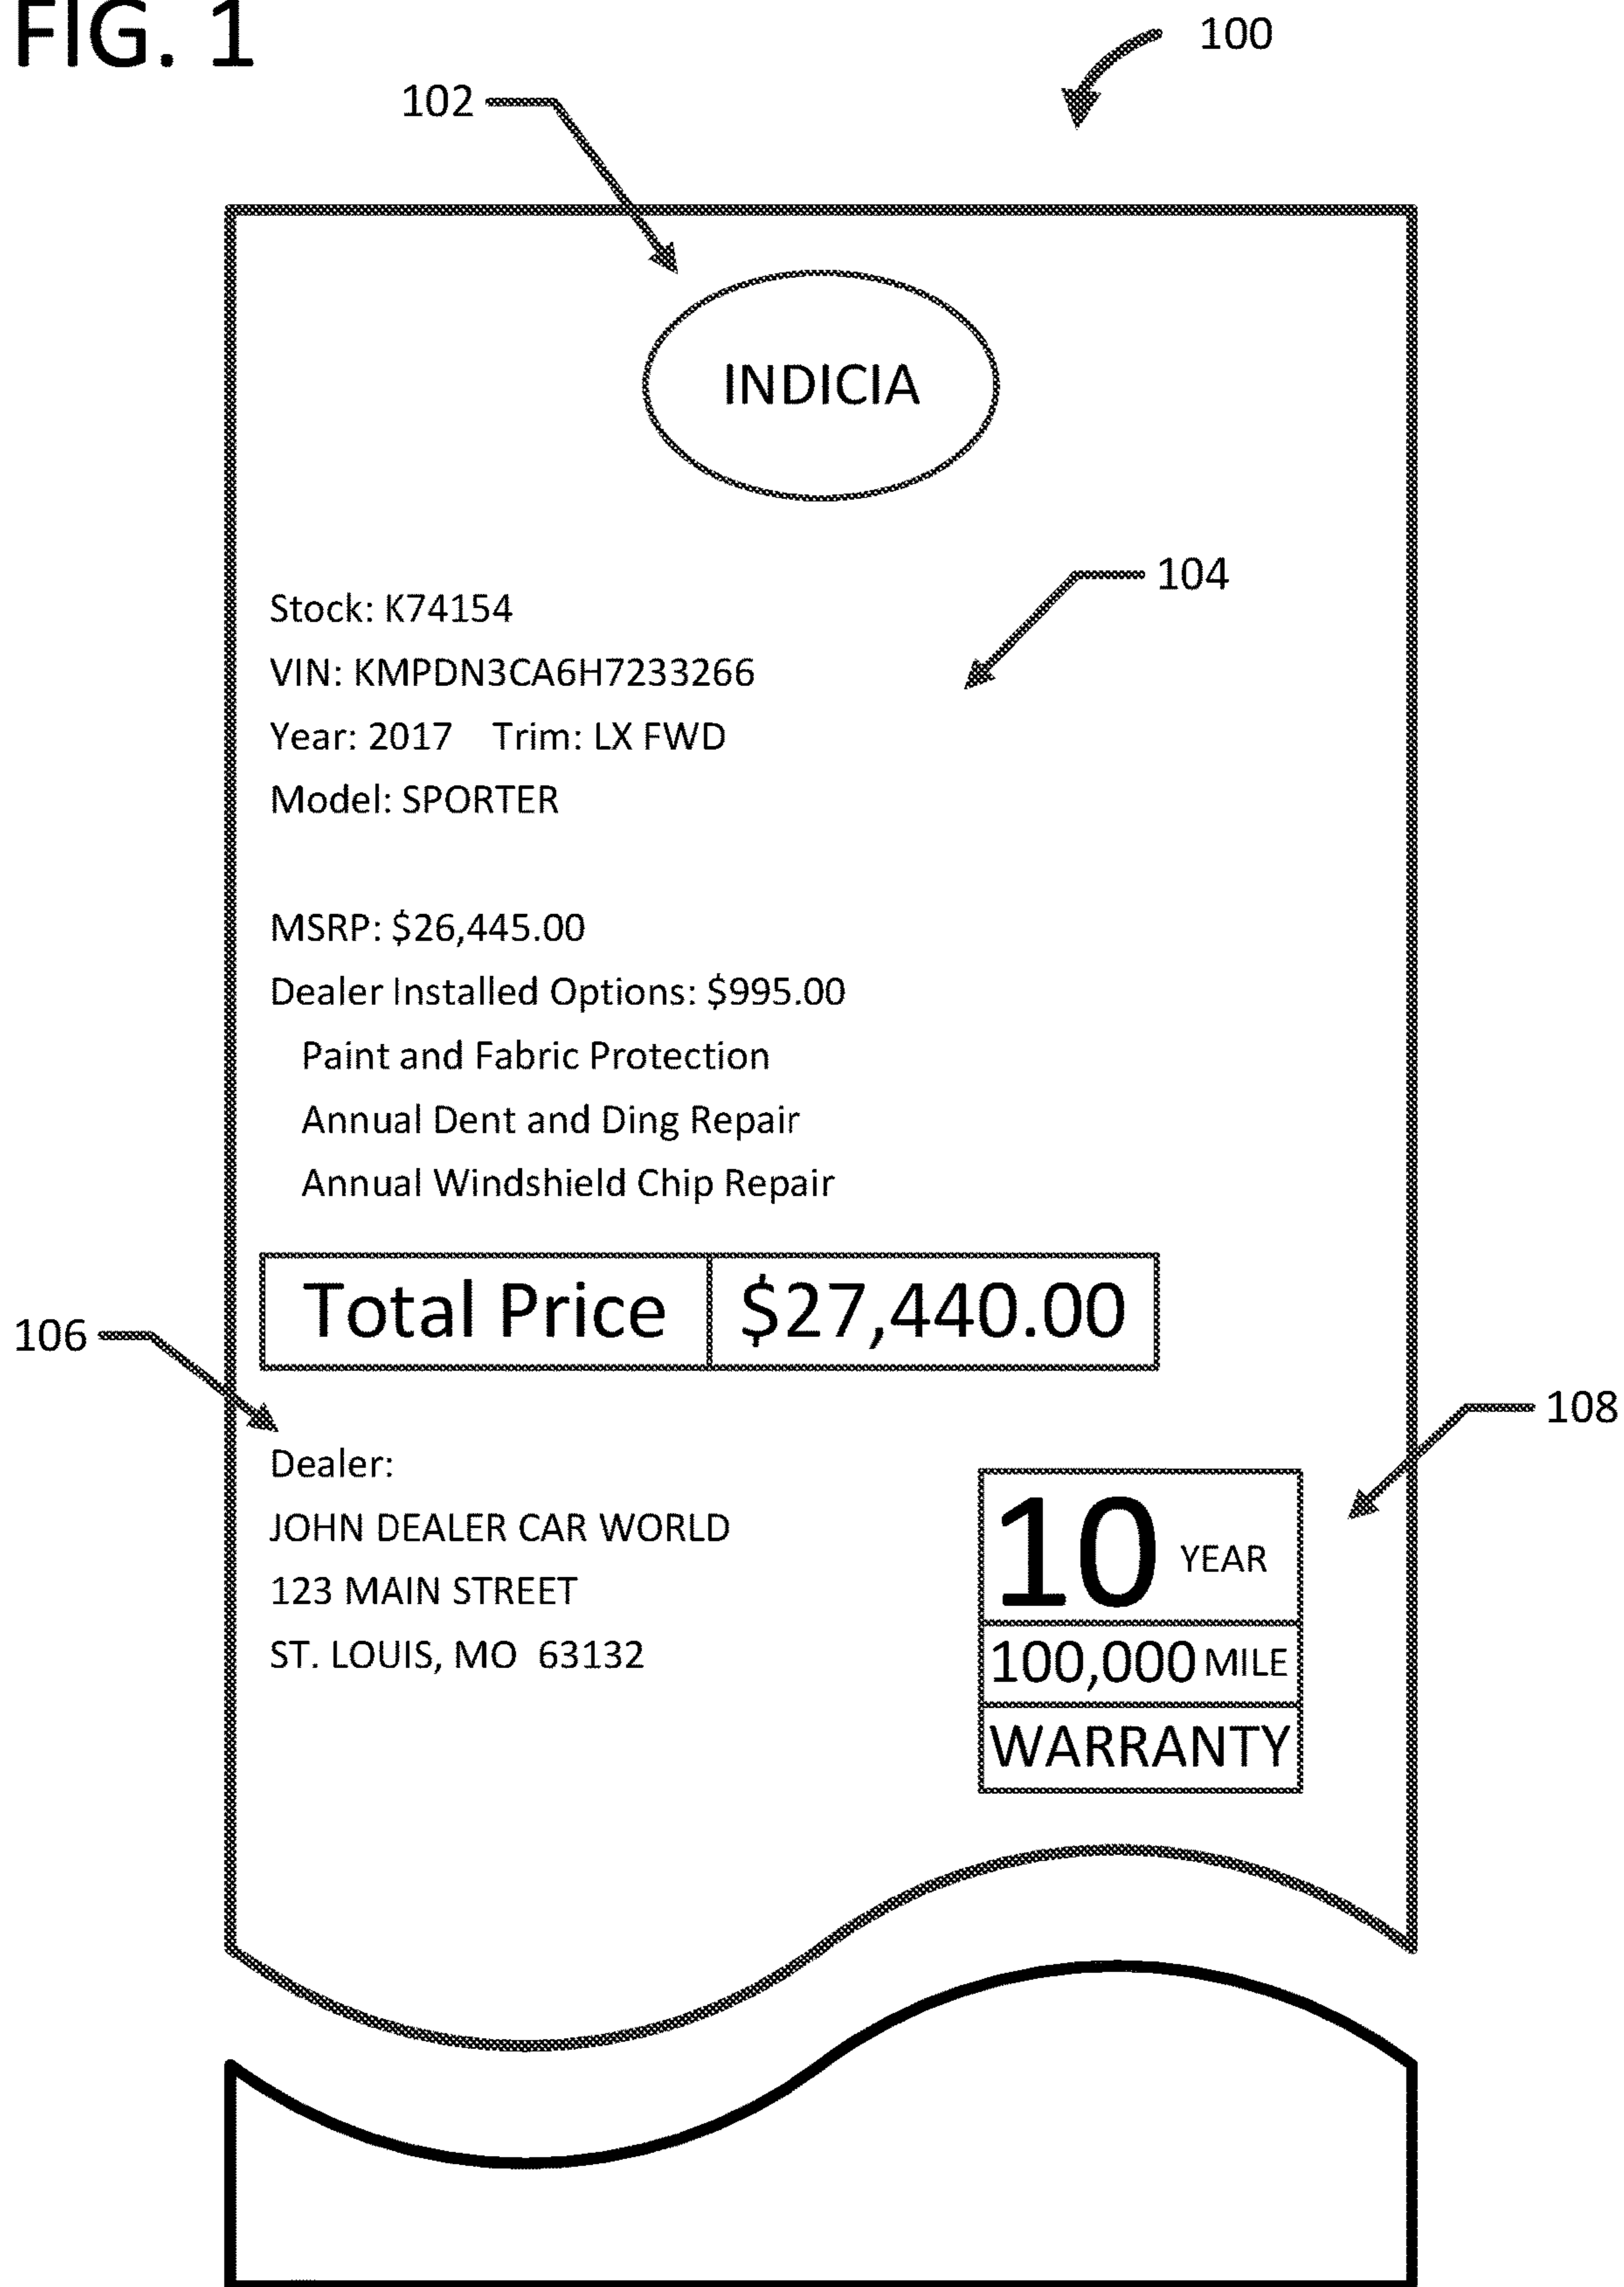 FIG. 1
100
102
INDICIA
104
Stock: K74154
VIN: KMPDN3CA6H7233266
Year: 2017 Trim: LX FWD
Model: SPORTER
MSRP: $26,445.00
Dealer Installed Options: $995.00
Paint and Fabric Protection
Annual Dent and Ding Repair
Annual Windshield Chip Repair
Total Price $27,440.00
106
108
Dealer:
JOHN DEALER CAR WORLD
123 MAIN STREET
ST. LOUIS, MO 63132
10 YEAR
100,000 MILE
WARRANTY